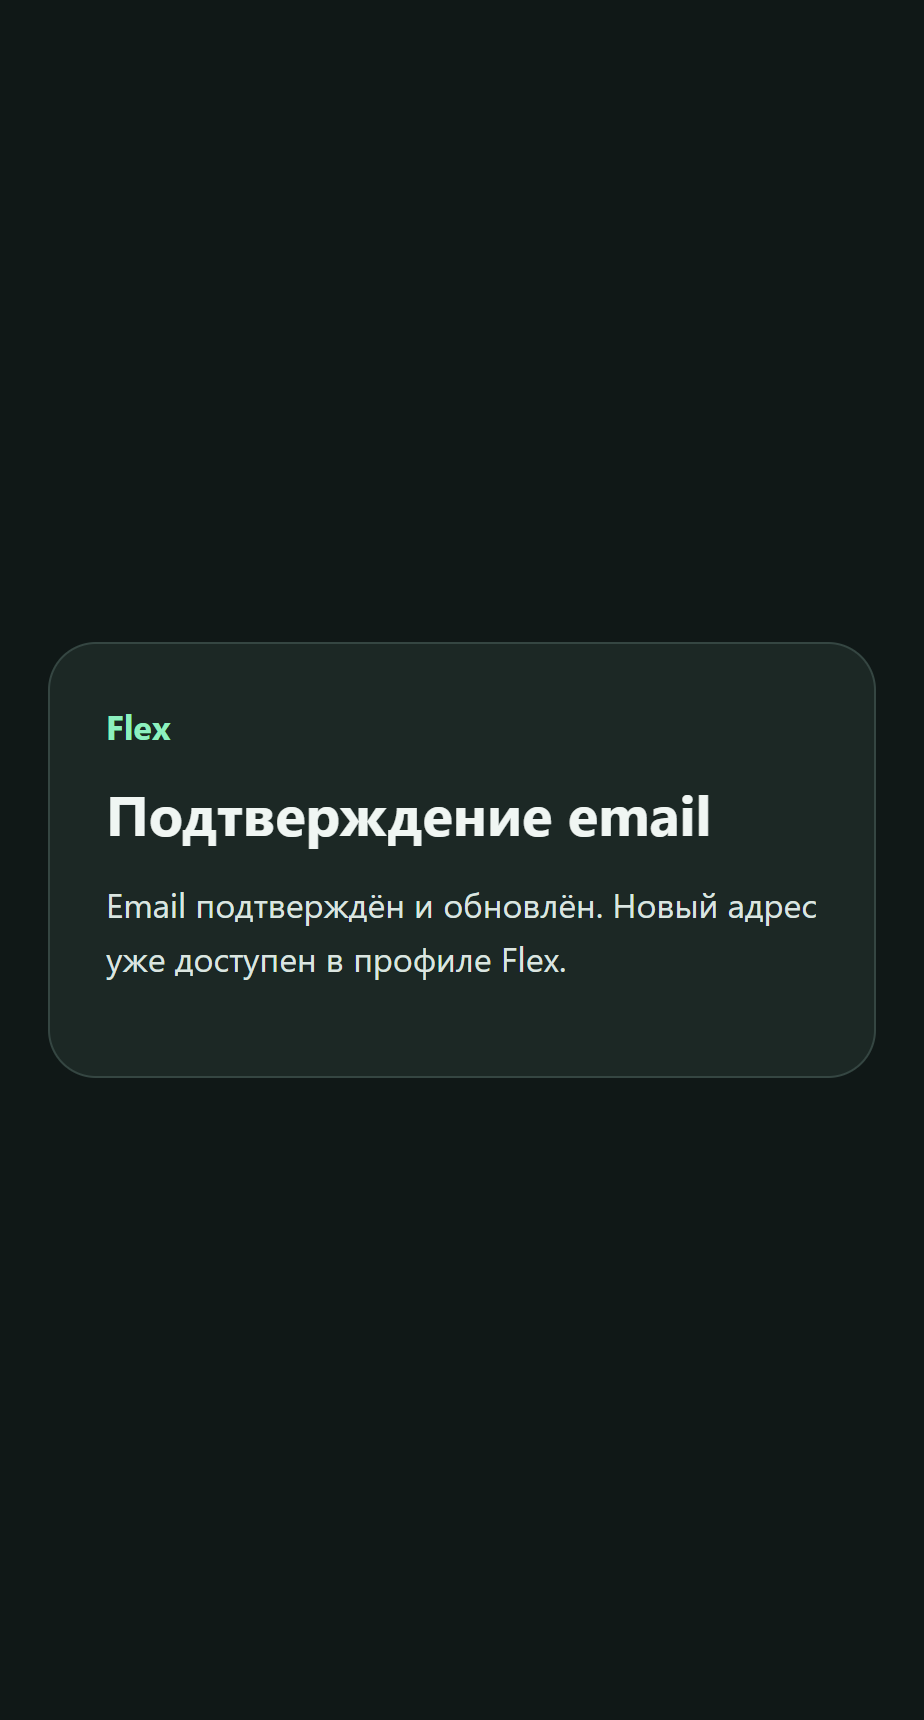 Flex
Подтверждение email
Email подтверждён и обновлён. Новый адрес
уже доступен в профиле Flex.